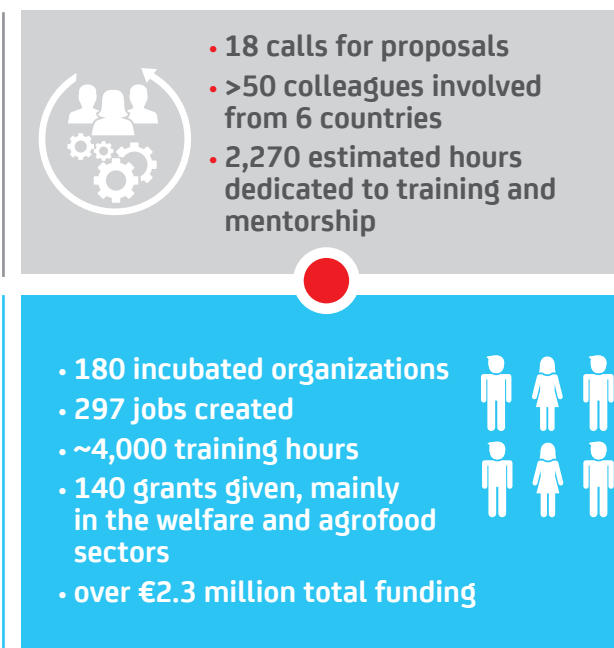 • 18 calls for proposals
• >50 colleagues involved
from 6 countries
• 2,270 estimated hours
dedicated to training and
mentorship
• 180 incubated organizations
• 297 jobs created
• ~4,000 training hours
• 140 grants given, mainly
in the welfare and agrofood
sectors
• over €2.3 million total funding